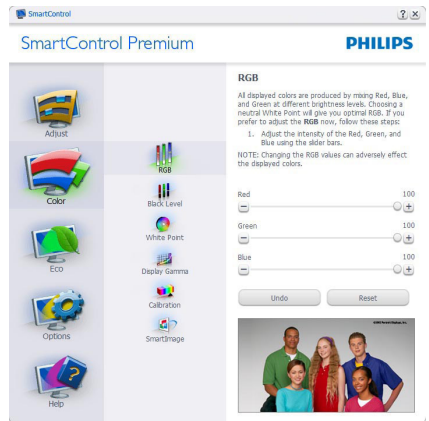 SmartControl
SmartControl Premium
PHILIPS
Adjust
Color
Eco
Options
Help
RGB
Black Level
White Point
Display Gamma
Calibration
SmartImage
RGB
All displayed colors are produced by mixing Red, Blue,
and Green at different brightness levels. Choosing a
neutral White Point will give you optimal RGB. If you
prefer to adjust the RGB now, follow these steps:
1. Adjust the intensity of the Red, Green, and
Blue using the slider bars.
NOTE: Changing the RGB values can adversely effect
the displayed colors.
Red 100
Green 100
Blue 100
Undo Reset